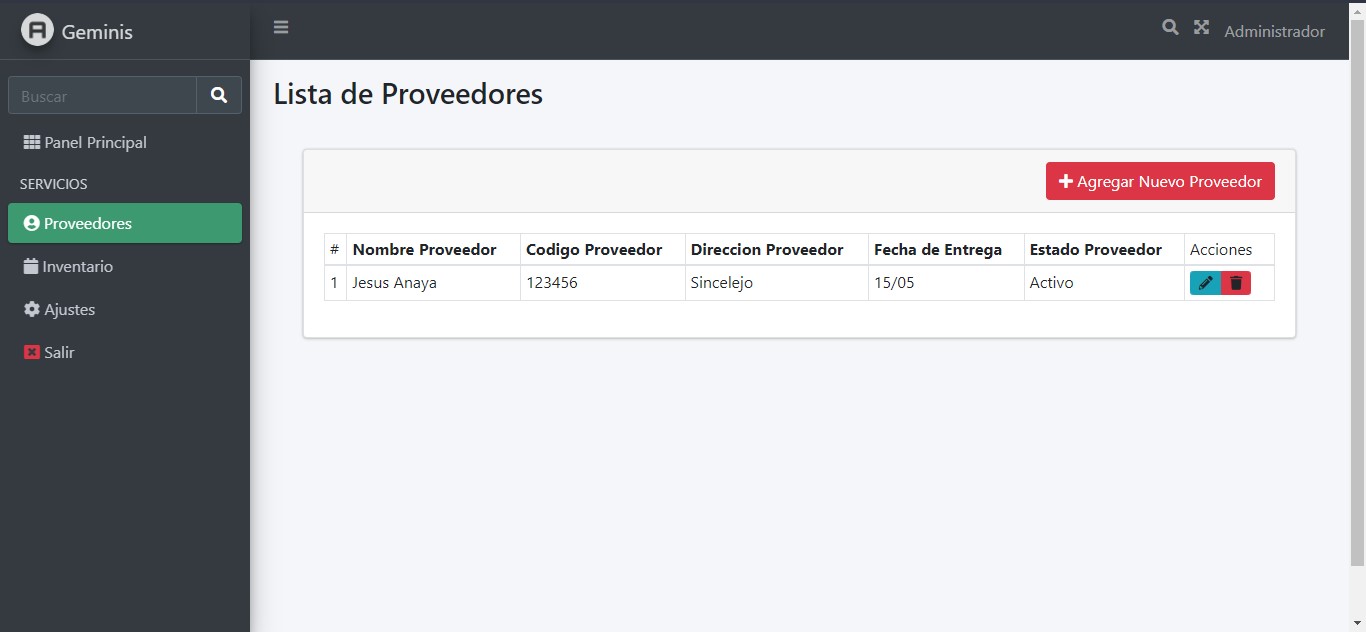 Geminis
Administrador
Buscar
Panel Principal
SERVICIOS
Proveedores
Inventario
Ajustes
Salir
Lista de Proveedores
Agregar Nuevo Proveedor
# Nombre Proveedor Codigo Proveedor Direccion Proveedor Fecha de Entrega Estado Proveedor Acciones
1 Jesus Anaya 123456 Sincelejo 15/05 Activo